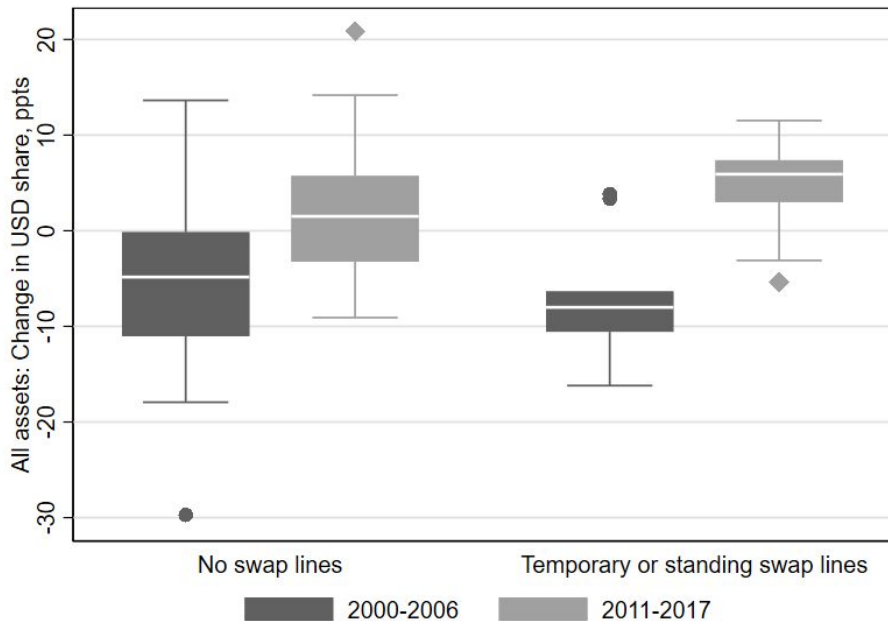 All assets: Change in USD share, ppts
20
10
0
-10
-20
-30
No swap lines
Temporary or standing swap lines
2000-2006
2011-2017